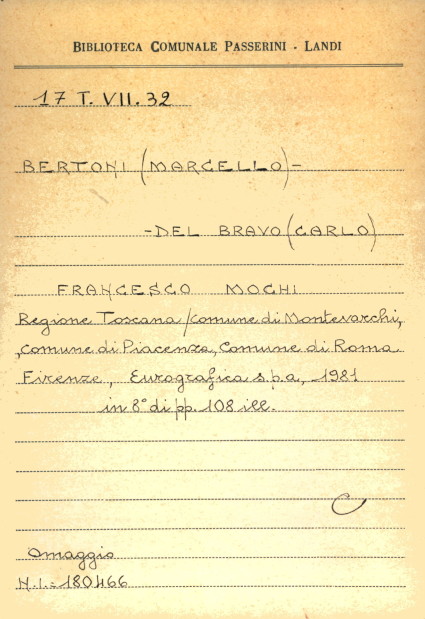 BIBLIOTECA COMUNALE PASSERINI - LANDI
17 T. VII. 32
BERTONI (MARCELLO) -
- DEL BRAVO (CARLO)
FRANCESCO MOCHI
Regione Toscana / comune di Montevarchi,
, comune di Piacenza, Comune di Roma.
Firenze, Eurografica s.p.a, 1981
in 8° di pp. 108 ill.
C
Omaggio
N.I.- 180466